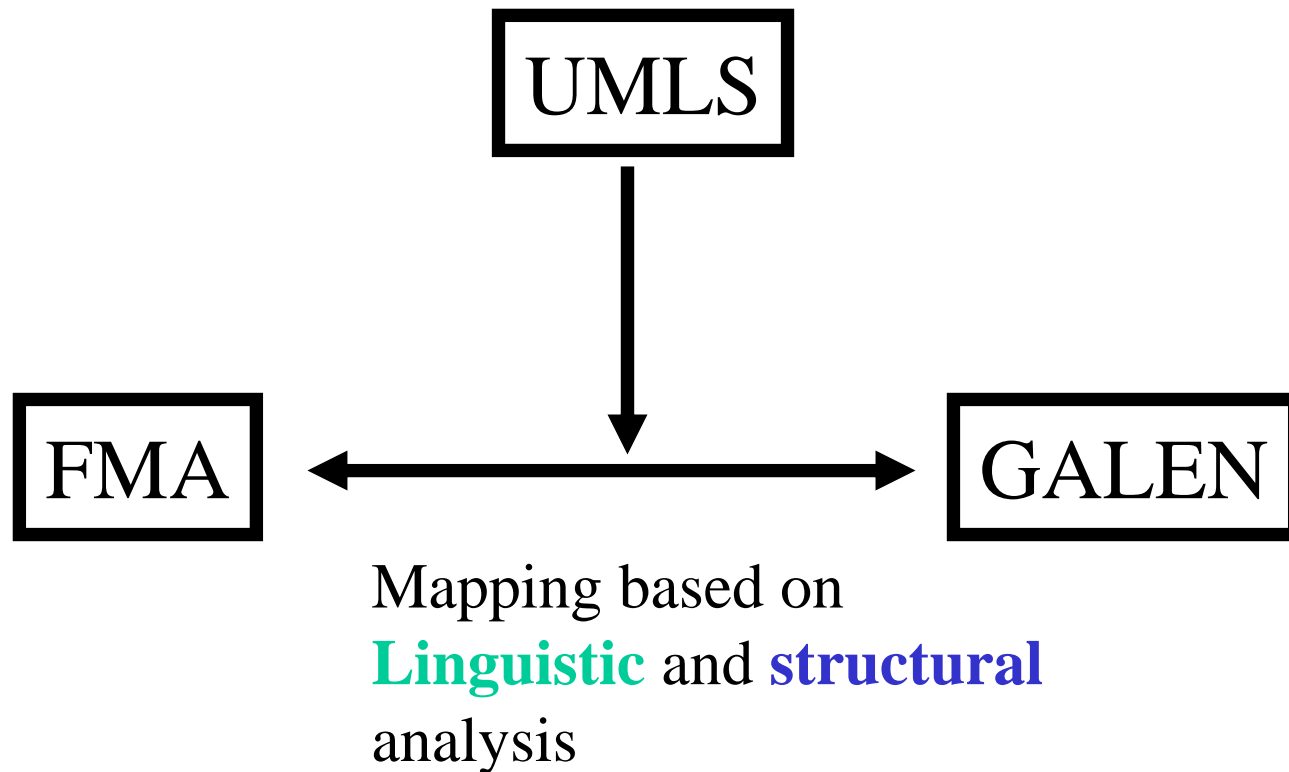 UMLS
FMA
GALEN
Mapping based on
Linguistic and structural
analysis